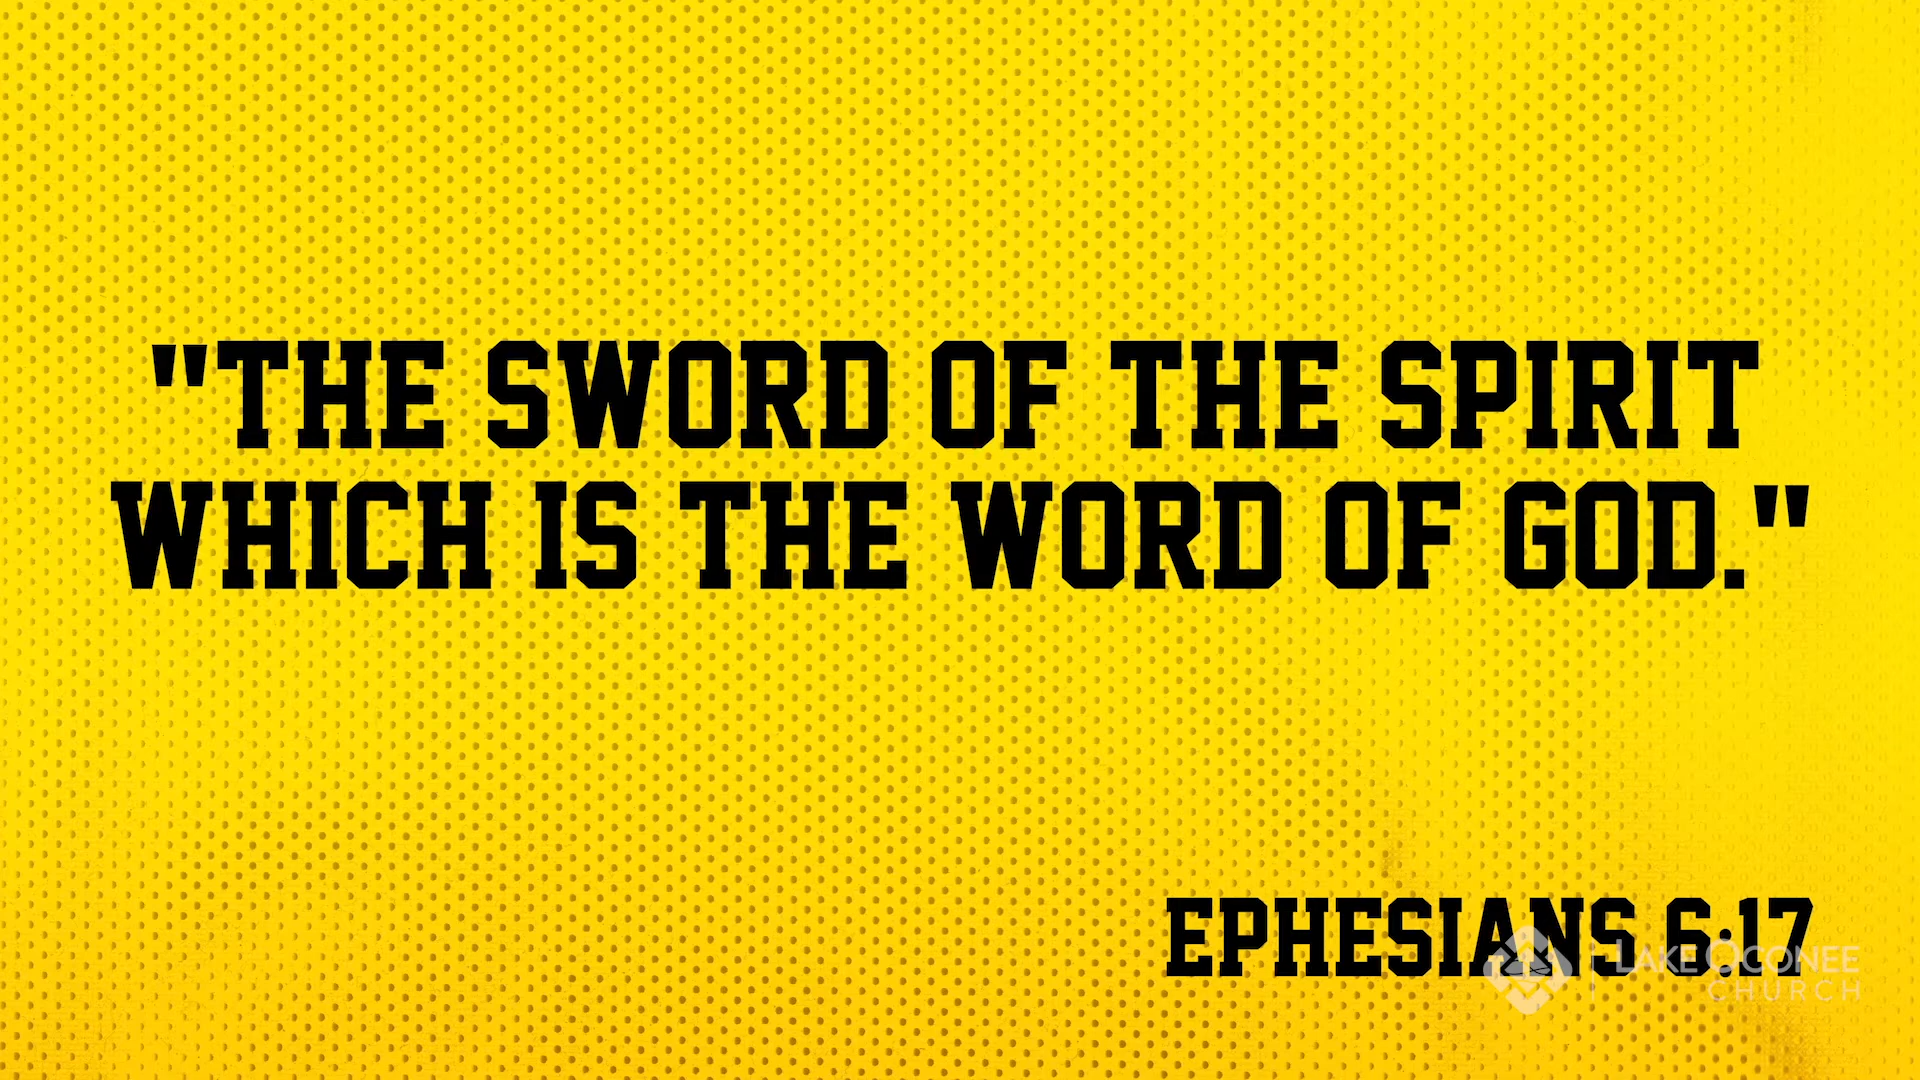 "THE SWORD OF THE SPIRIT
WHICH IS THE WORD OF GOD."
EPHESIANS 6:17
LAKE OCONEE
CHURCH